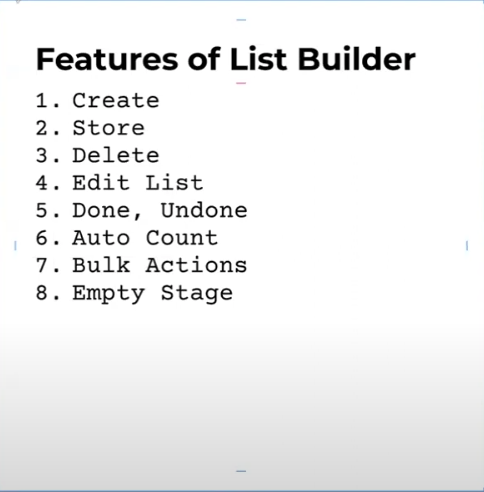 Features of List Builder
1. Create
2. Store
3. Delete
4. Edit List
5. Done, Undone
6. Auto Count
7. Bulk Actions
8. Empty Stage